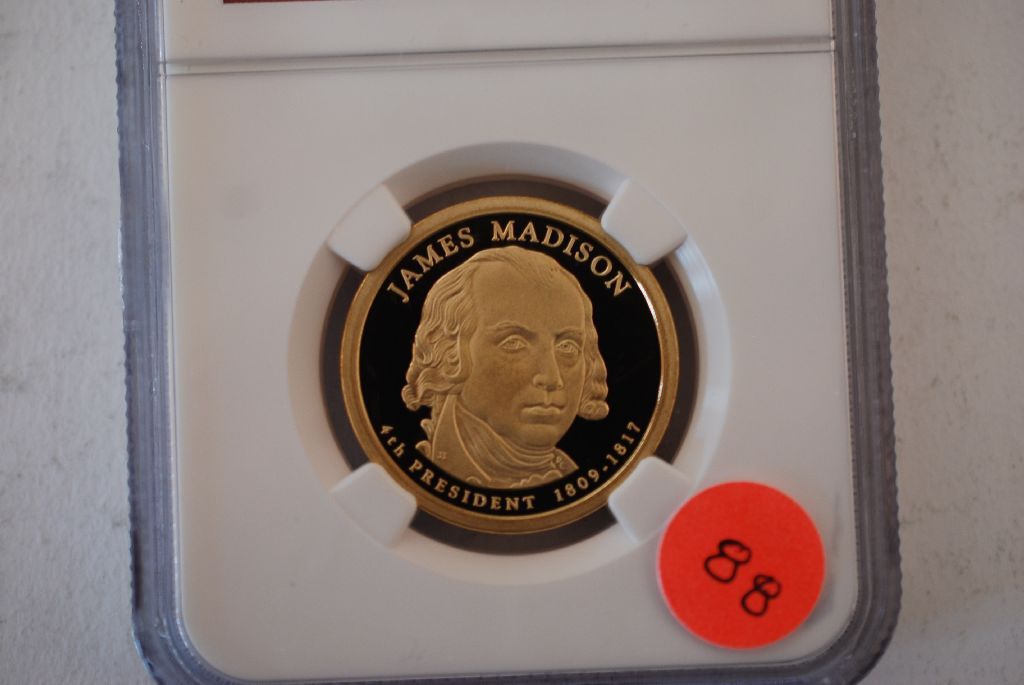 JAMES MADISON
4th PRESIDENT 1809-1817
88